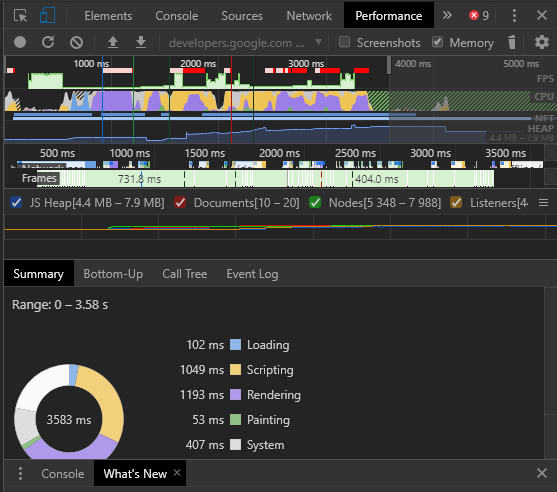 Elements Console Sources Network Performance » 9
developers.google.com ... Screenshots Memory
1000 ms 2000 ms 3000 ms 4000 ms 5000 ms
FPS
CPU
NET
HEAP
4.4 MB – 7.9 MB
500 ms 1000 ms 1500 ms 2000 ms 2500 ms 3000 ms 3500 ms
Frames 731.8 ms 404.0 ms
JS Heap[4.4 MB – 7.9 MB] Documents[10 – 20] Nodes[5 348 – 7 988] Listeners[4
Summary Bottom-Up Call Tree Event Log
Range: 0 – 3.58 s
102 ms Loading
1049 ms Scripting
1193 ms Rendering
3583 ms
53 ms Painting
407 ms System
Console What's New